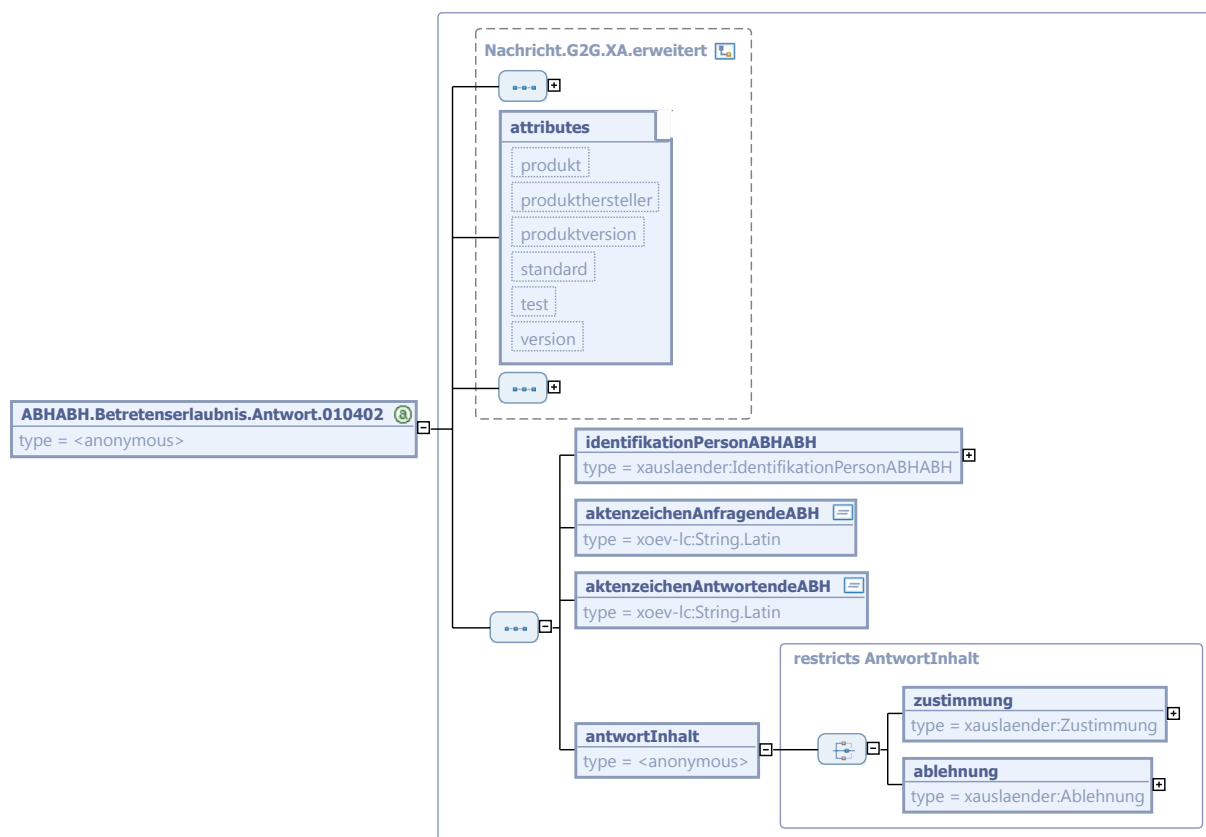 Nachricht.G2G.XA.erweitert
attributes
produkt
produkthersteller
produktversion
standard
test
version
ABHABH.Betretenserlaubnis.Antwort.010402
type = <anonymous>
identifikationPersonABHABH
type = xauslaender:IdentifikationPersonABHABH
aktenzeichenAnfragendeABH
type = xoev-lc:String.Latin
aktenzeichenAntwortendeABH
type = xoev-lc:String.Latin
restricts AntwortInhalt
zustimmung
type = xauslaender:Zustimmung
antwortInhalt
type = <anonymous>
ablehnung
type = xauslaender:Ablehnung